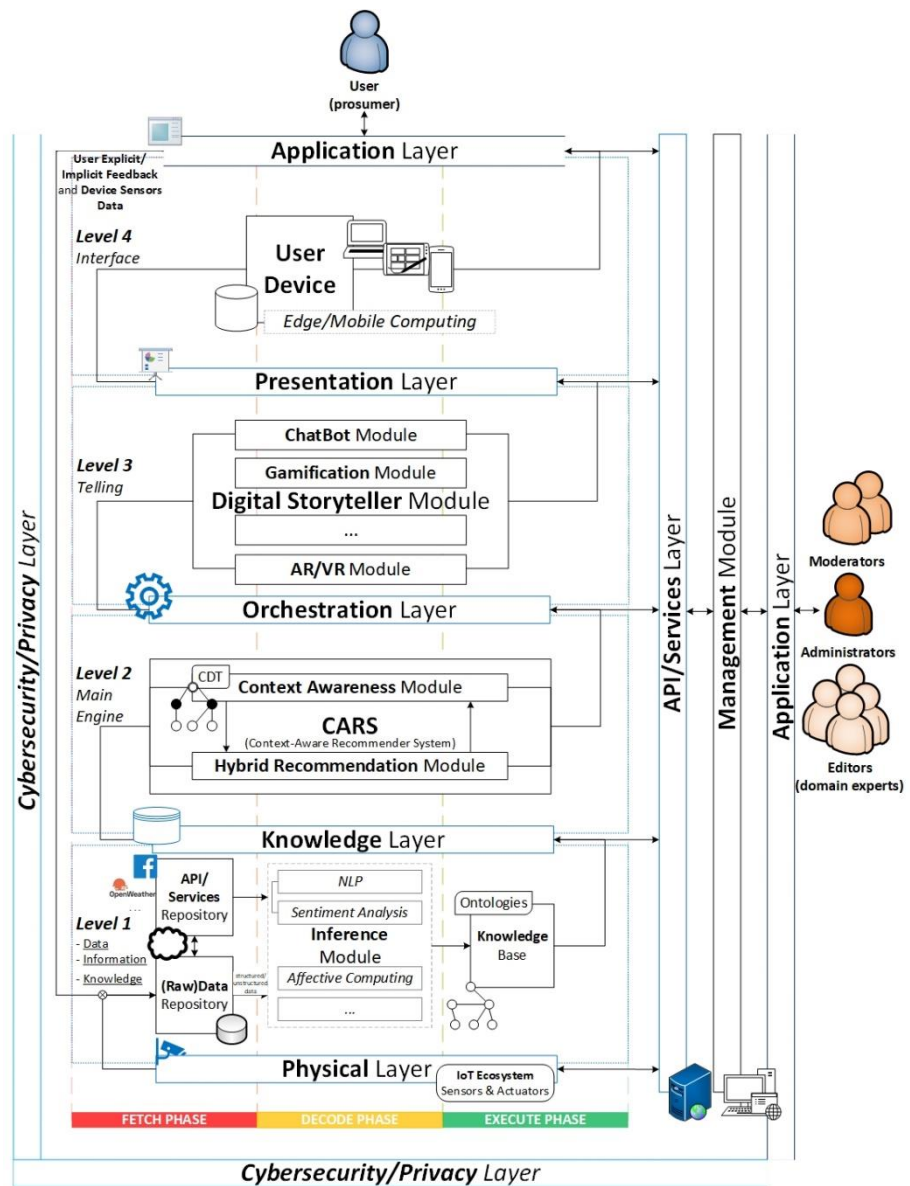 User
(prosumer)
Application Layer
User Explicit/
Implicit Feedback
and Device Sensors
Data
Level 4
Interface
User
Device
Edge/Mobile Computing
Presentation Layer
ChatBot Module
Level 3
Telling
Gamification Module
Digital Storyteller Module
...
AR/VR Module
Orchestration Layer
Level 2
Main
Engine
CDT
Context Awareness Module
CARS
(Context-Aware Recommender System)
Hybrid Recommendation Module
Knowledge Layer
OpenWeather
...
API/
Services
Repository
Level 1
- Data
- Information
- Knowledge
(Raw)Data
Repository
structured/
unstructured
data
NLP
Sentiment Analysis
Inference
Module
Affective Computing
...
Ontologies
Knowledge
Base
Physical Layer
IoT Ecosystem
Sensors & Actuators
FETCH PHASE
DECODE PHASE
EXECUTE PHASE
Cybersecurity/Privacy Layer
Cybersecurity/Privacy Layer
API/Services Layer
Management Module
Application Layer
Moderators
Administrators
Editors
(domain experts)